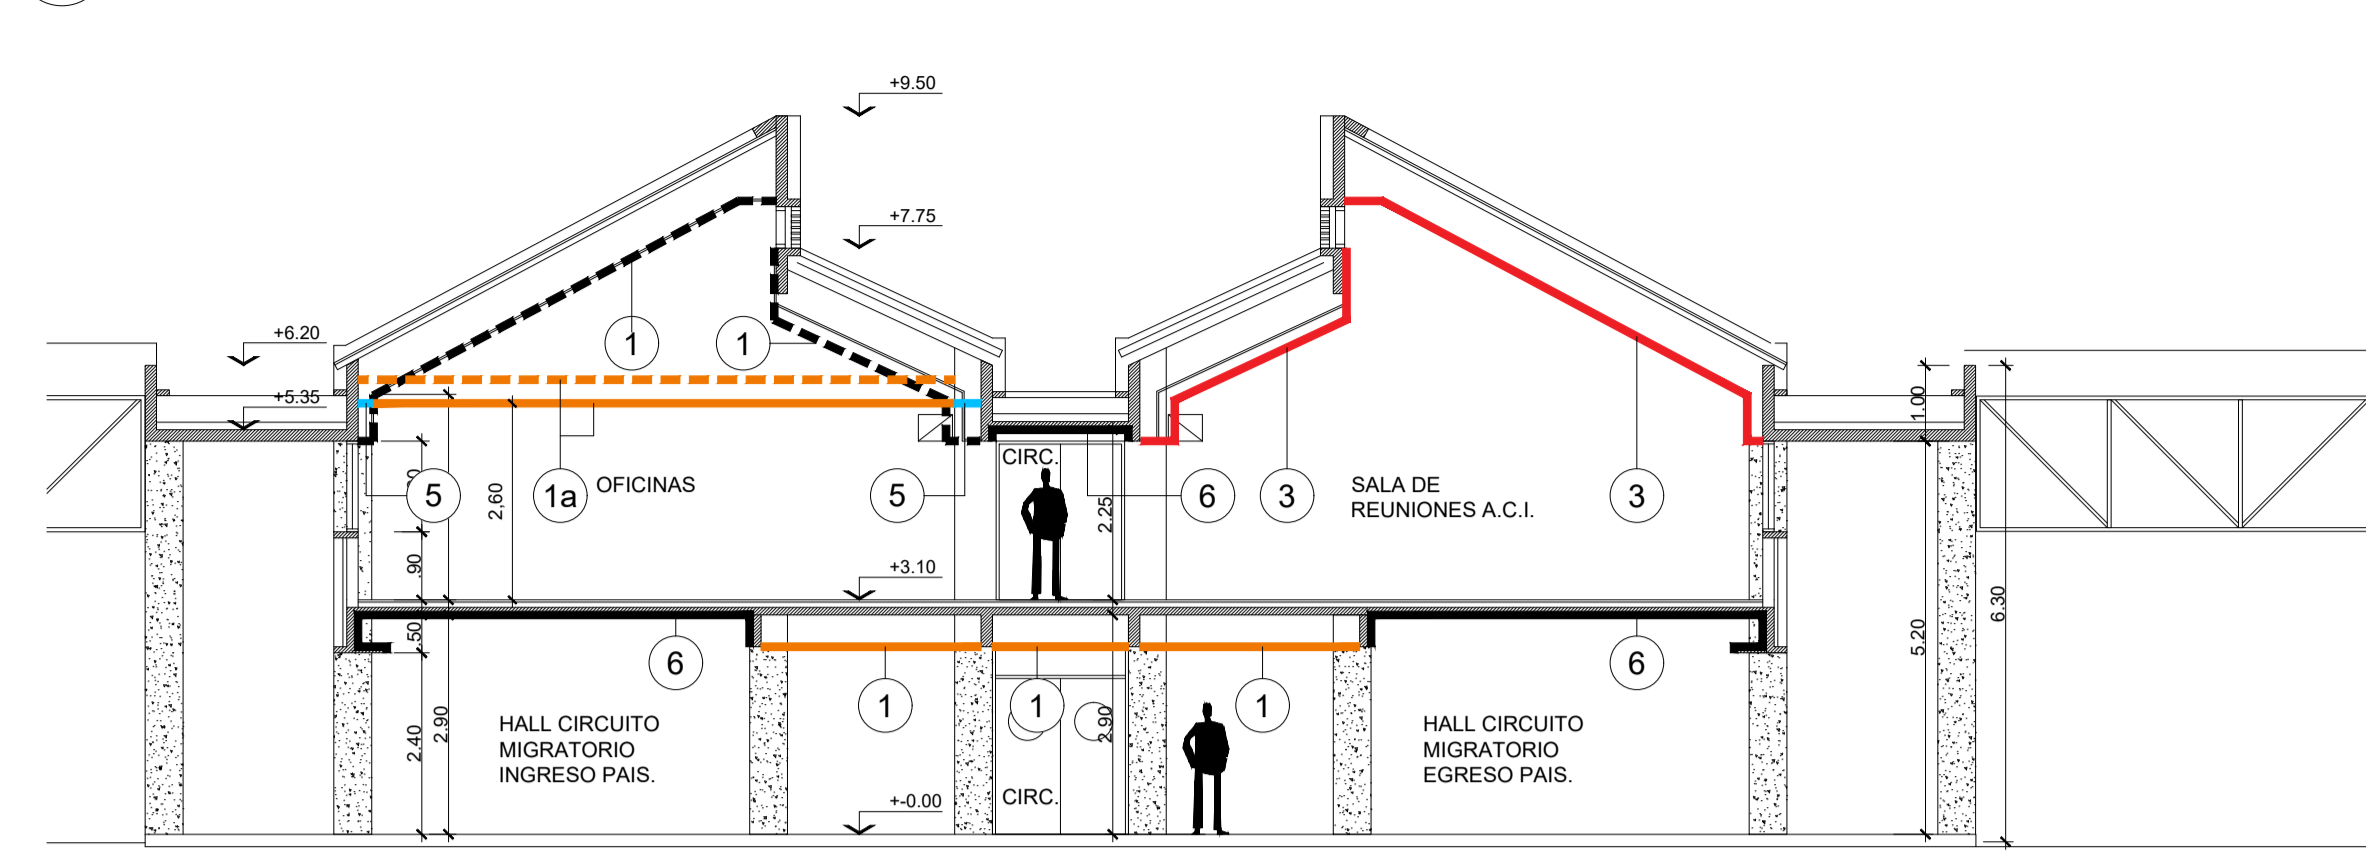 +9.50
+7.75
+6.20
+5.35
1
1
1.00
5
1a
OFICINAS
2,60
5
CIRC.
2.25
6
3
SALA DE
REUNIONES A.C.I.
3
.90
+3.10
.50
6
1
1
1
6
6.30
5.20
2.40
2.90
HALL CIRCUITO
MIGRATORIO
INGRESO PAIS.
2.90
HALL CIRCUITO
MIGRATORIO
EGRESO PAIS.
CIRC.
+-0.00